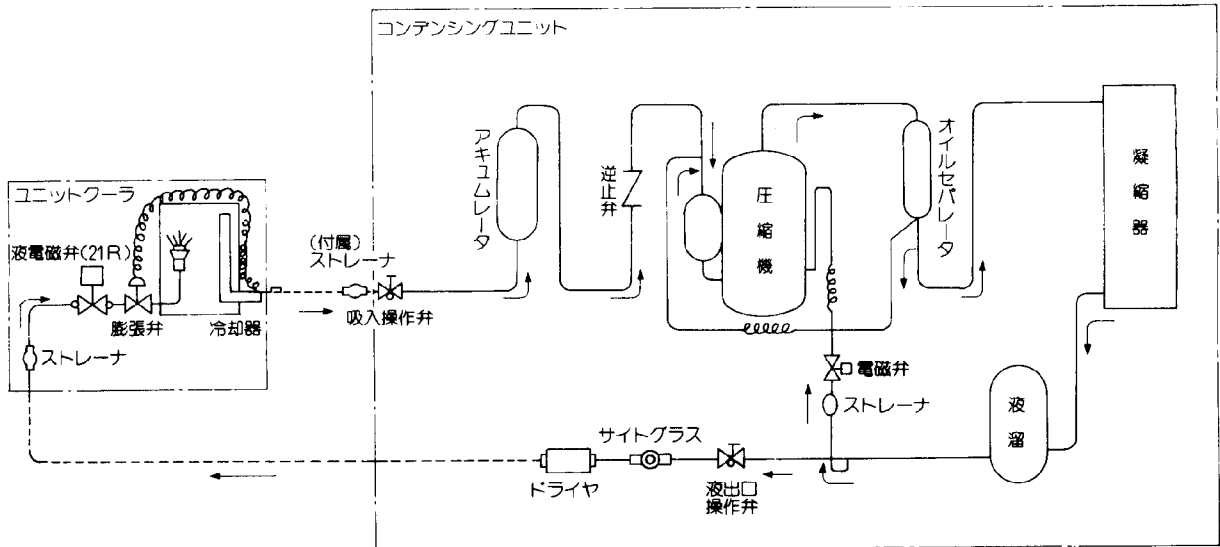 コンデンシングユニット
アキュムレータ
逆止弁
圧縮機
オイルセパレータ
凝縮器
ユニットクーラ
液電磁弁(21R)
(付属)
ストレーナ
吸入操作弁
膨張弁
冷却器
ストレーナ
電磁弁
ストレーナ
液溜
サイトグラス
ドライヤ
液出口
操作弁